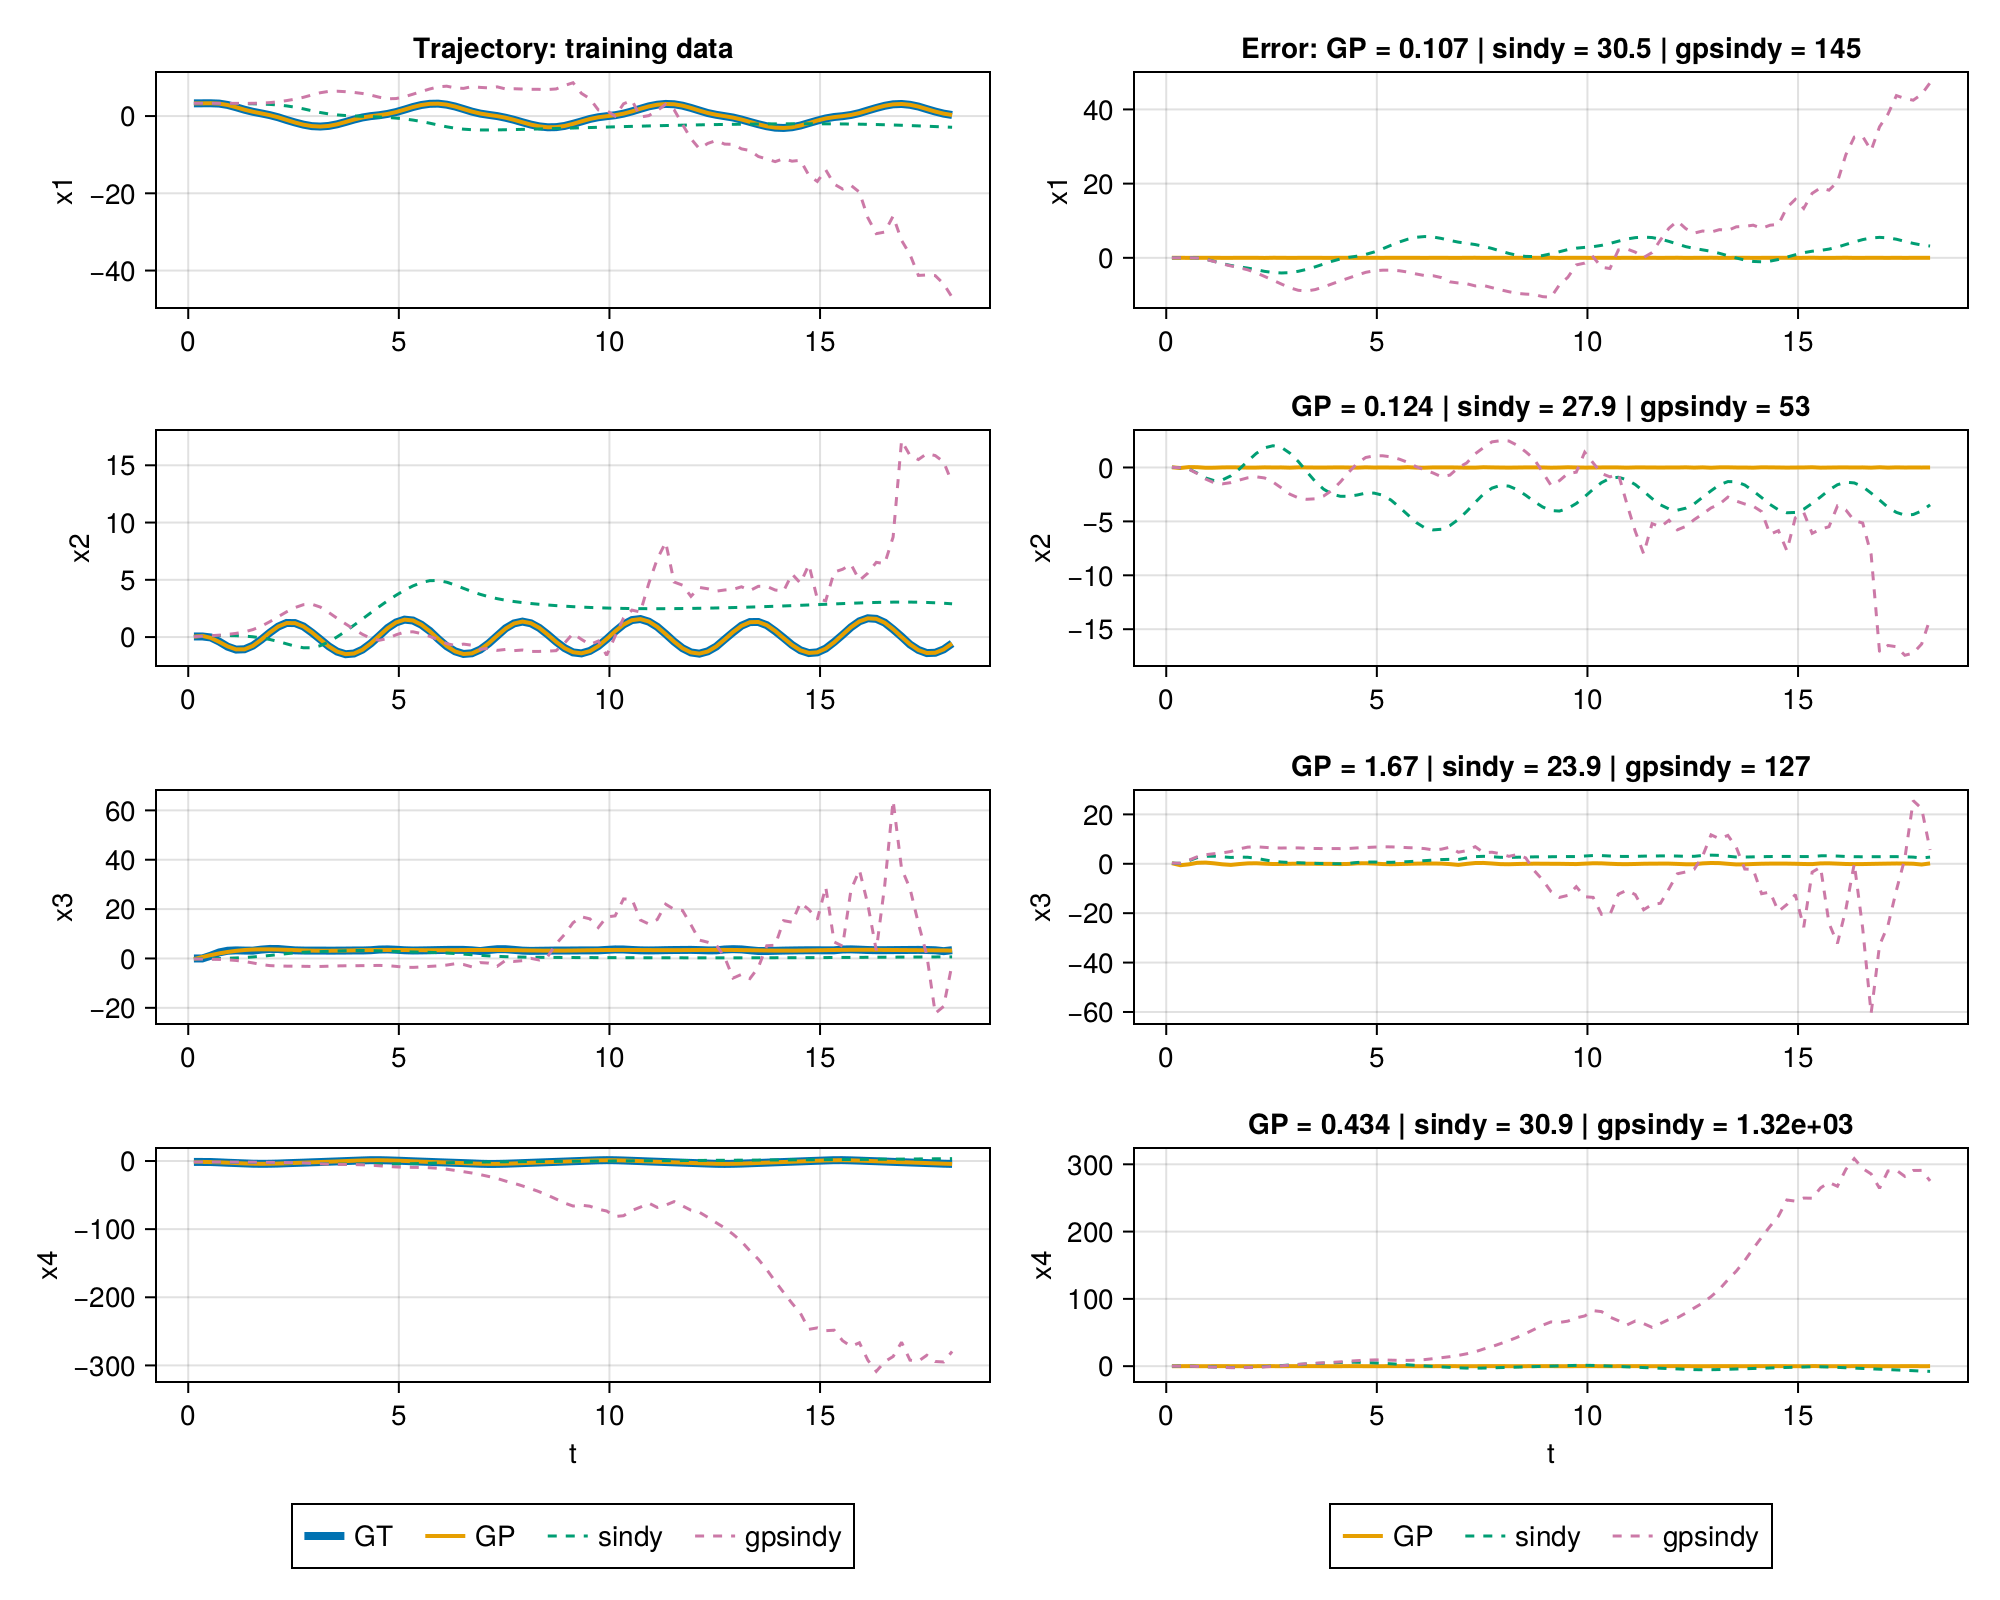 Trajectory: training data
Error: GP = 0.107 | sindy = 30.5 | gpsindy = 145
x1
0
−20
−40
0 5 10 15
x1
40
20
0
0 5 10 15
GP = 0.124 | sindy = 27.9 | gpsindy = 53
x2
15
10
5
0
0 5 10 15
x2
0
−5
−10
−15
0 5 10 15
GP = 1.67 | sindy = 23.9 | gpsindy = 127
x3
60
40
20
0
−20
0 5 10 15
x3
20
0
−20
−40
−60
0 5 10 15
GP = 0.434 | sindy = 30.9 | gpsindy = 1.32e+03
x4
0
−100
−200
−300
0 5 10 15
t
x4
300
200
100
0
0 5 10 15
t
GT GP sindy gpsindy
GP sindy gpsindy